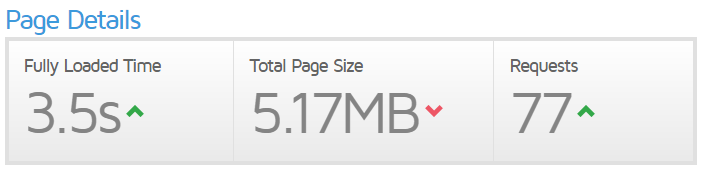 Page Details
Fully Loaded Time
3.5s
Total Page Size
5.17MB
Requests
77